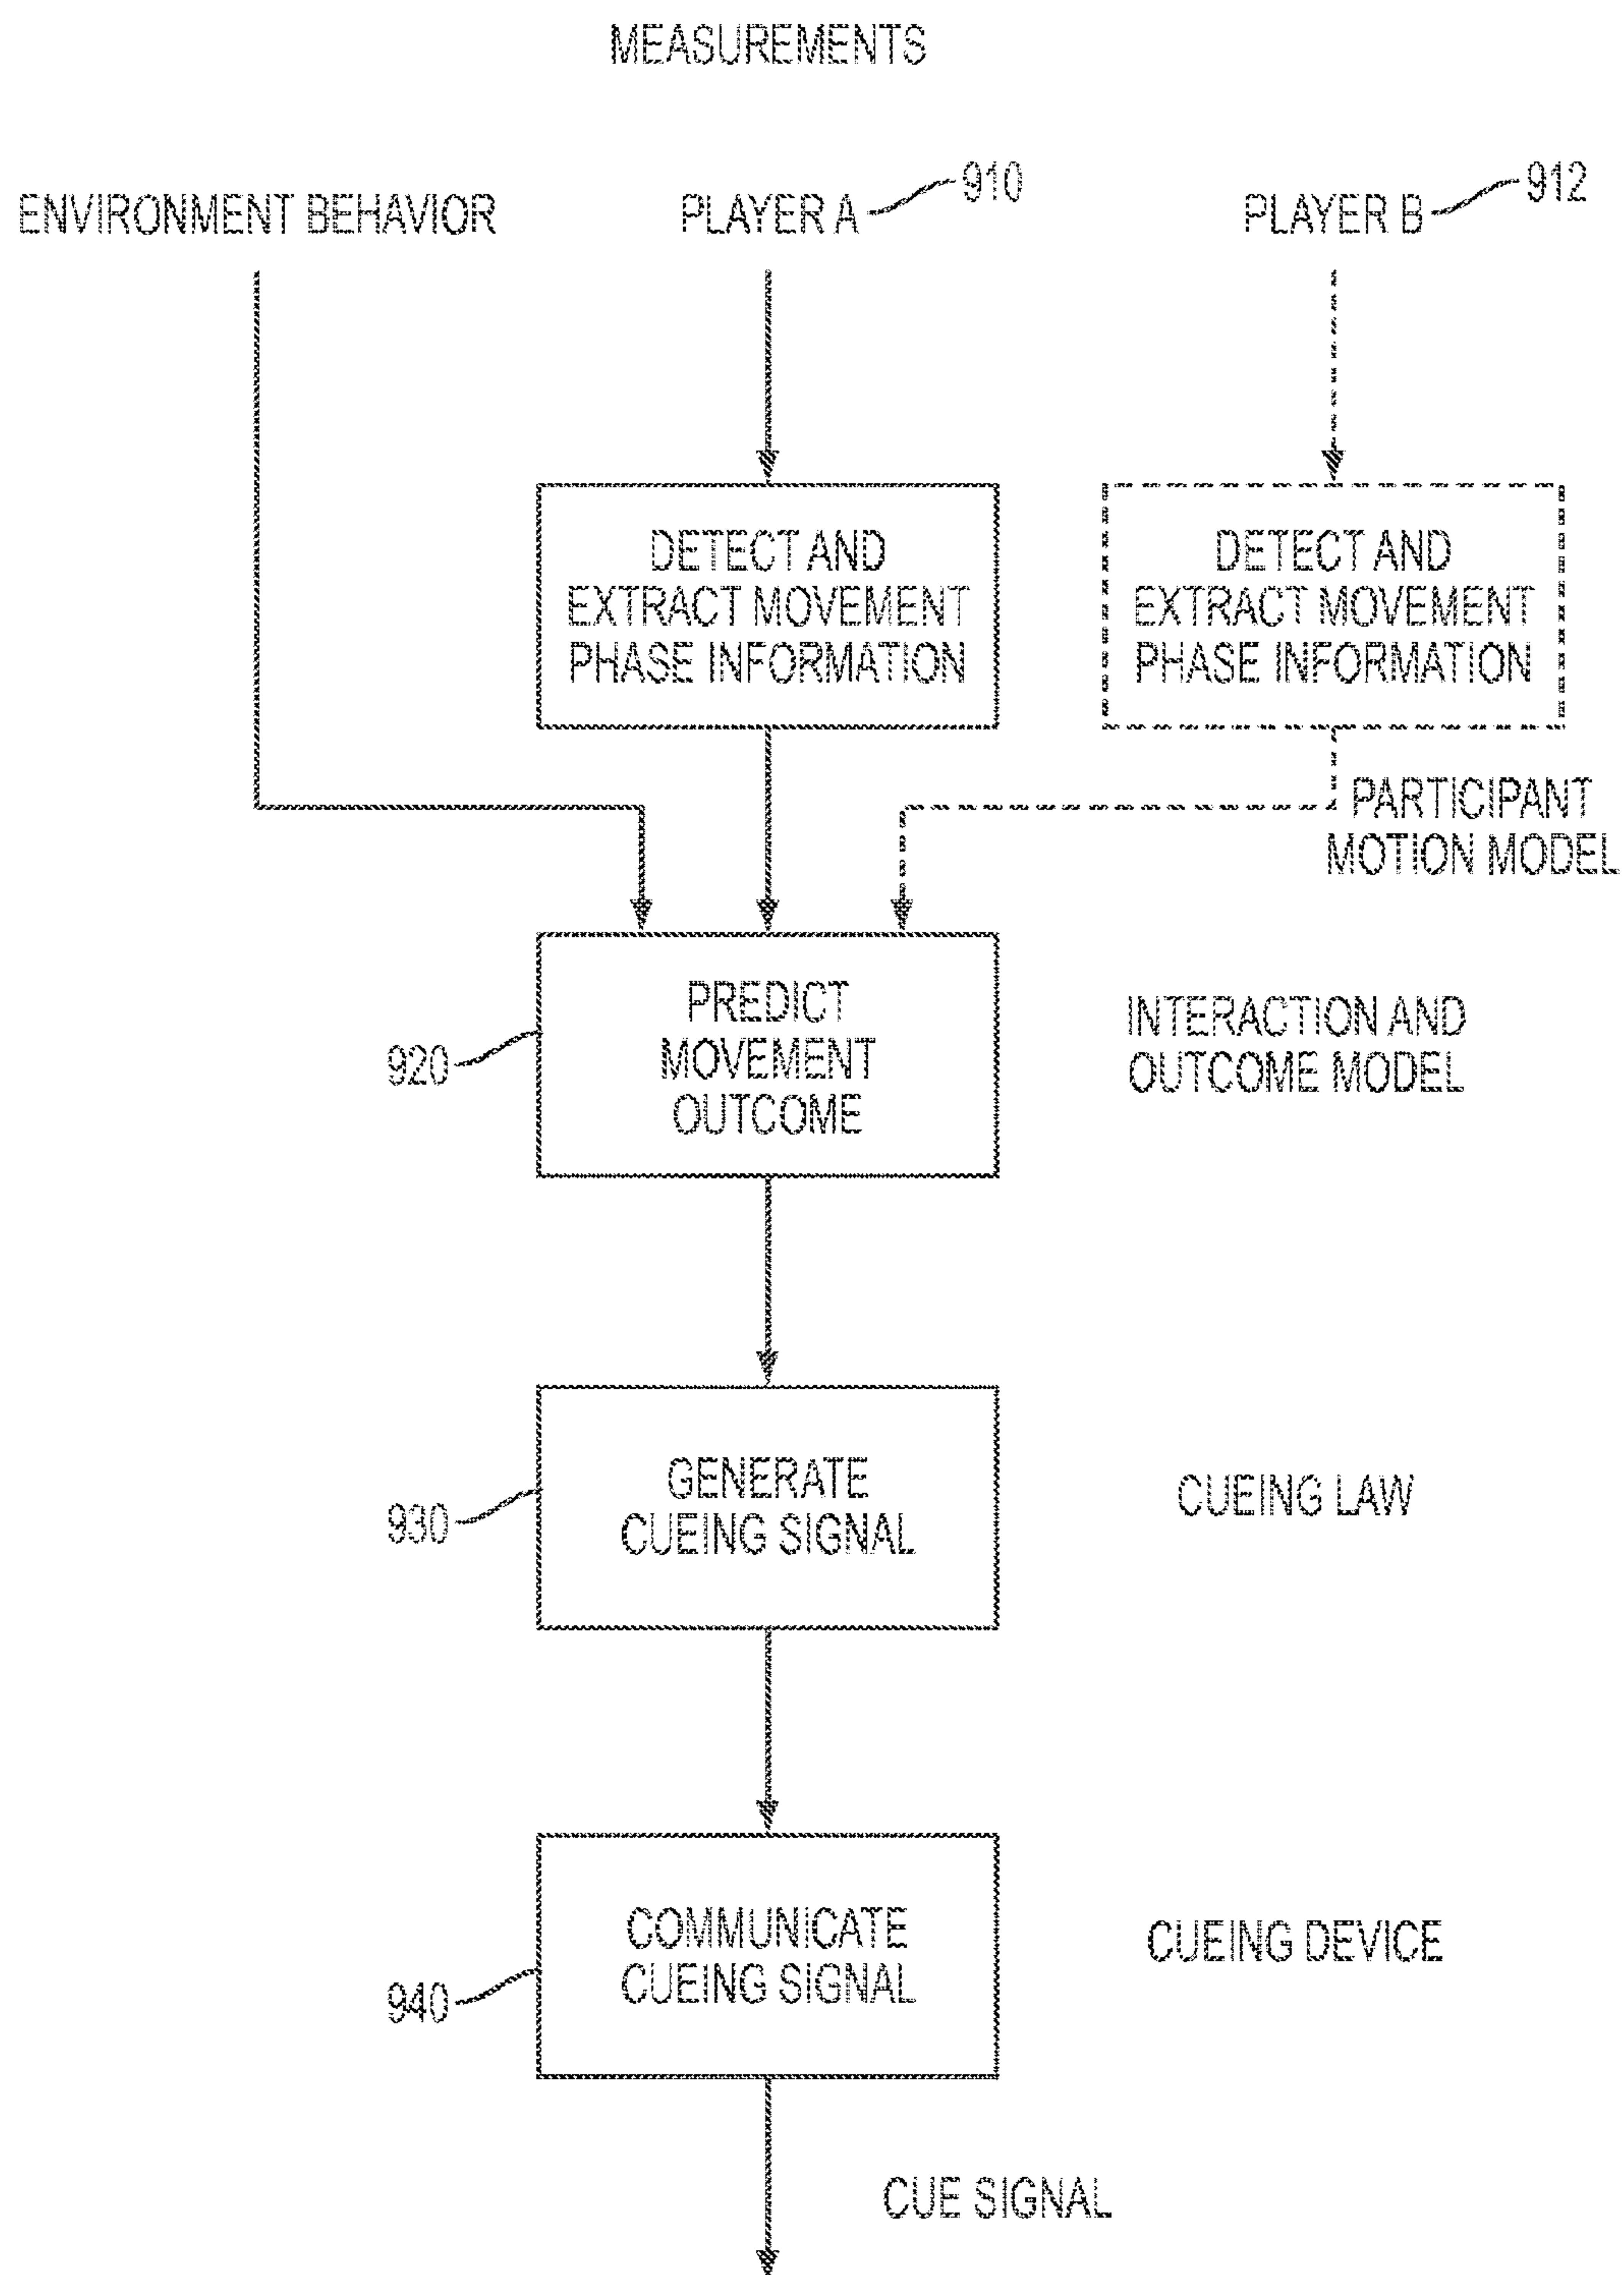 MEASUREMENTS
ENVIRONMENT BEHAVIOR
PLAYER A
910
PLAYER B
912
DETECT AND
EXTRACT MOVEMENT
PHASE INFORMATION
DETECT AND
EXTRACT MOVEMENT
PHASE INFORMATION
PARTICIPANT
MOTION MODEL
920
PREDICT
MOVEMENT
OUTCOME
INTERACTION AND
OUTCOME MODEL
930
GENERATE
CUEING SIGNAL
CUEING LAW
940
COMMUNICATE
CUEING SIGNAL
CUEING DEVICE
CUE SIGNAL